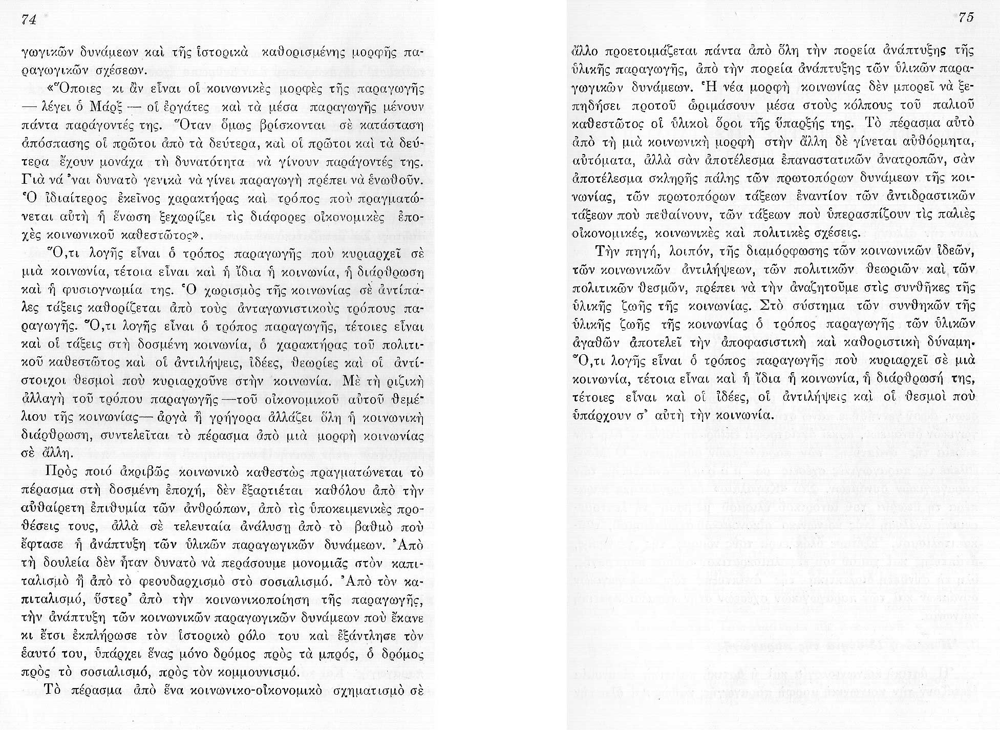 74
γωγικῶν δυνάμεων καὶ τῆς ἱστορικὰ καθορισμένης μορφῆς πα-
ραγωγικῶν σχέσεων.
«Ὅποιες κι ἂν εἶναι οἱ κοινωνικὲς μορφὲς τῆς παραγωγῆς
— λέγει ὁ Μάρξ — οἱ ἐργάτες καὶ τὰ μέσα παραγωγῆς μένουν
πάντα παράγοντές της. Ὅταν ὅμως βρίσκονται σὲ κατάσταση
ἀπόσπασης οἱ πρῶτοι ἀπὸ τὰ δεύτερα, καὶ οἱ πρῶτοι καὶ τὰ δεύ-
τερα ἔχουν μονάχα τὴ δυνατότητα νὰ γίνουν παράγοντές της.
Γιὰ νά ᾽ναι δυνατὸ γενικὰ νὰ γίνει παραγωγὴ πρέπει νὰ ἑνωθοῦν.
Ὁ ἰδιαίτερος ἐκεῖνος χαρακτήρας καὶ τρόπος ποὺ πραγματώ-
νεται αὐτὴ ἡ ἕνωση ξεχωρίζει τὶς διάφορες οἰκονομικὲς ἐπο-
χὲς κοινωνικοῦ καθεστῶτος».
Ὅ,τι λογῆς εἶναι ὁ τρόπος παραγωγῆς ποὺ κυριαρχεῖ σὲ
μιὰ κοινωνία, τέτοια εἶναι καὶ ἡ ἴδια ἡ κοινωνία, ἡ διάρθρωση
καὶ ἡ φυσιογνωμία της. Ὁ χωρισμὸς τῆς κοινωνίας σὲ ἀντίπα-
λες τάξεις καθορίζεται ἀπὸ τοὺς ἀνταγωνιστικοὺς τρόπους πα-
ραγωγῆς. Ὅ,τι λογῆς εἶναι ὁ τρόπος παραγωγῆς, τέτοιες εἶναι
καὶ οἱ τάξεις στὴ δοσμένη κοινωνία, ὁ χαρακτήρας τοῦ πολιτι-
κοῦ καθεστῶτος καὶ οἱ ἀντιλήψεις, ἰδέες, θεωρίες καὶ οἱ ἀντί-
στοιχοι θεσμοὶ ποὺ κυριαρχοῦνε στὴν κοινωνία. Μὲ τὴ ριζικὴ
ἀλλαγὴ τοῦ τρόπου παραγωγῆς —τοῦ οἰκονομικοῦ αὐτοῦ θεμέ-
λιου τῆς κοινωνίας— ἀργὰ ἢ γρήγορα ἀλλάζει ὅλη ἡ κοινωνικὴ
διάρθρωση, συντελεῖται τὸ πέρασμα ἀπὸ μιὰ μορφὴ κοινωνίας
σὲ ἄλλη.
Πρὸς ποιό ἀκριβῶς κοινωνικὸ καθεστὼς πραγματώνεται τὸ
πέρασμα στὴ δοσμένη ἐποχή, δὲν ἐξαρτιέται καθόλου ἀπὸ τὴν
αὐθαίρετη ἐπιθυμία τῶν ἀνθρώπων, ἀπὸ τὶς ὑποκειμενικὲς προ-
θέσεις τους, ἀλλὰ σὲ τελευταία ἀνάλυση ἀπὸ τὸ βαθμὸ ποὺ
ἔφτασε ἡ ἀνάπτυξη τῶν ὑλικῶν παραγωγικῶν δυνάμεων. Ἀπὸ
τὴ δουλεία δὲν ἦταν δυνατὸ νὰ περάσουμε μονομιᾶς στὸν καπι-
ταλισμὸ ἢ ἀπὸ τὸ φεουδαρχισμὸ στὸ σοσιαλισμό. Ἀπὸ τὸν κα-
πιταλισμό, ὕστερ᾽ ἀπὸ τὴν κοινωνικοποίηση τῆς παραγωγῆς,
τὴν ἀνάπτυξη τῶν κοινωνικῶν παραγωγικῶν δυνάμεων ποὺ ἔκανε
κι ἔτσι ἐκπλήρωσε τὸν ἱστορικὸ ρόλο του καὶ ἐξάντλησε τὸν
ἑαυτό του, ὑπάρχει ἕνας μόνο δρόμος πρὸς τὰ μπρός, ὁ δρόμος
πρὸς τὸ σοσιαλισμό, πρὸς τὸν κομμουνισμό.
Τὸ πέρασμα ἀπὸ ἕνα κοινωνικο-οἰκονομικὸ σχηματισμὸ σὲ
75
ἄλλο προετοιμάζεται πάντα ἀπὸ ὅλη τὴν πορεία ἀνάπτυξης τῆς
ὑλικῆς παραγωγῆς, ἀπὸ τὴν πορεία ἀνάπτυξης τῶν ὑλικῶν παρα-
γωγικῶν δυνάμεων. Ἡ νέα μορφὴ κοινωνίας δὲν μπορεῖ νὰ ξε-
πηδήσει προτοῦ ὡριμάσουν μέσα στοὺς κόλπους τοῦ παλιοῦ
καθεστῶτος οἱ ὑλικοὶ ὅροι τῆς ὕπαρξής της. Τὸ πέρασμα αὐτὸ
ἀπὸ τὴ μιὰ κοινωνικὴ μορφὴ στὴν ἄλλη δὲ γίνεται αὐθόρμητα,
αὐτόματα, ἀλλὰ σὰν ἀποτέλεσμα ἐπαναστατικῶν ἀνατροπῶν, σὰν
ἀποτέλεσμα σκληρῆς πάλης τῶν πρωτοπόρων δυνάμεων τῆς κοι-
νωνίας, τῶν πρωτοπόρων τάξεων ἐναντίον τῶν ἀντιδραστικῶν
τάξεων ποὺ πεθαίνουν, τῶν τάξεων ποὺ ὑπερασπίζουν τὶς παλιὲς
οἰκονομικές, κοινωνικὲς καὶ πολιτικὲς σχέσεις.
Τὴν πηγή, λοιπόν, τῆς διαμόρφωσης τῶν κοινωνικῶν ἰδεῶν,
τῶν κοινωνικῶν ἀντιλήψεων, τῶν πολιτικῶν θεωριῶν καὶ τῶν
πολιτικῶν θεσμῶν, πρέπει νὰ τὴν ἀναζητοῦμε στὶς συνθῆκες τῆς
ὑλικῆς ζωῆς τῆς κοινωνίας. Στὸ σύστημα τῶν συνθηκῶν τῆς
ὑλικῆς ζωῆς τῆς κοινωνίας ὁ τρόπος παραγωγῆς τῶν ὑλικῶν
ἀγαθῶν ἀποτελεῖ τὴν ἀποφασιστικὴ καὶ καθοριστικὴ δύναμη.
Ὅ,τι λογῆς εἶναι ὁ τρόπος παραγωγῆς ποὺ κυριαρχεῖ σὲ μιὰ
κοινωνία, τέτοια εἶναι καὶ ἡ ἴδια ἡ κοινωνία, ἡ διάρθρωσή της,
τέτοιες εἶναι καὶ οἱ ἰδέες, οἱ ἀντιλήψεις καὶ οἱ θεσμοὶ ποὺ
ὑπάρχουν σ᾽ αὐτὴ τὴν κοινωνία.